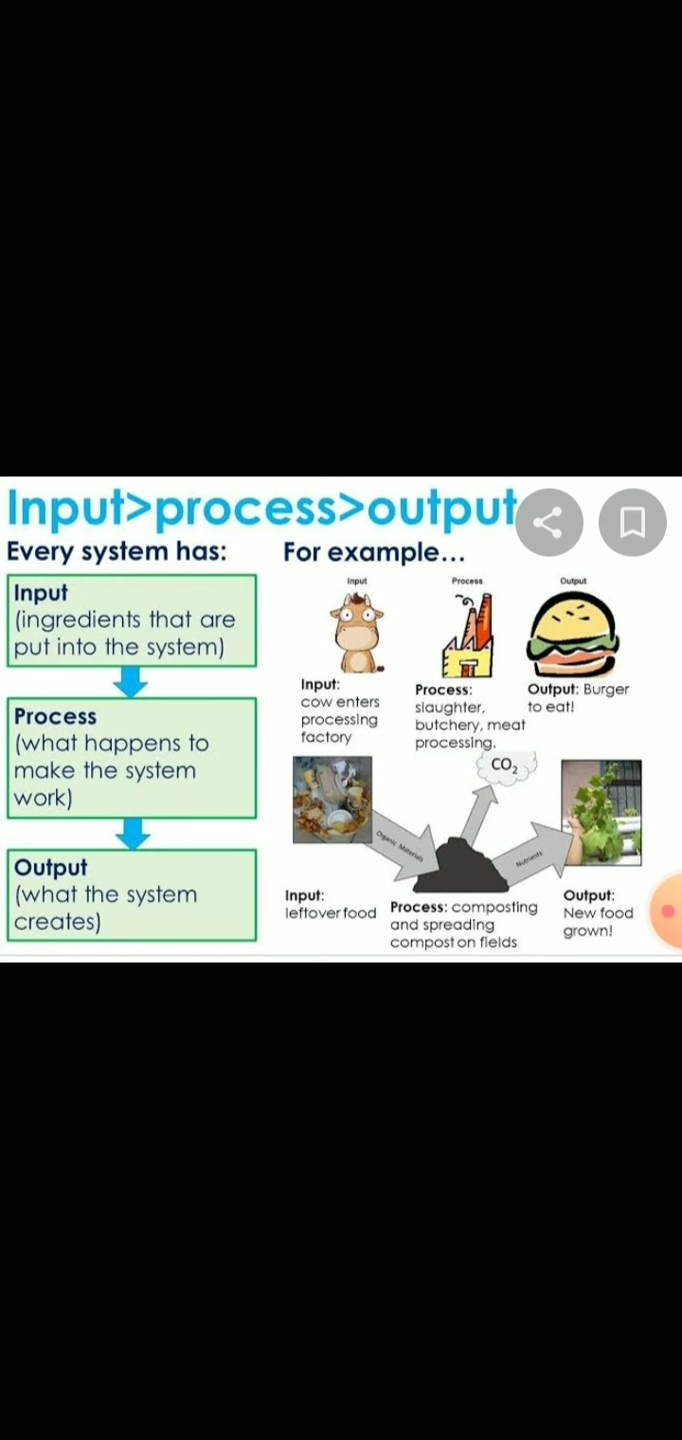 Input>process>output
Every system has:
For example...
Input
(ingredients that are
put into the system)
Process
(what happens to
make the system
work)
Output
(what the system
creates)
Input
Process
Output
Input:
cow enters
processing
factory
Process:
slaughter,
butchery, meat
processing.
Output: Burger
to eat!
CO2
Organic Materials
Nutrients
Input:
leftover food
Process: composting
and spreading
compost on fields
Output:
New food
grown!